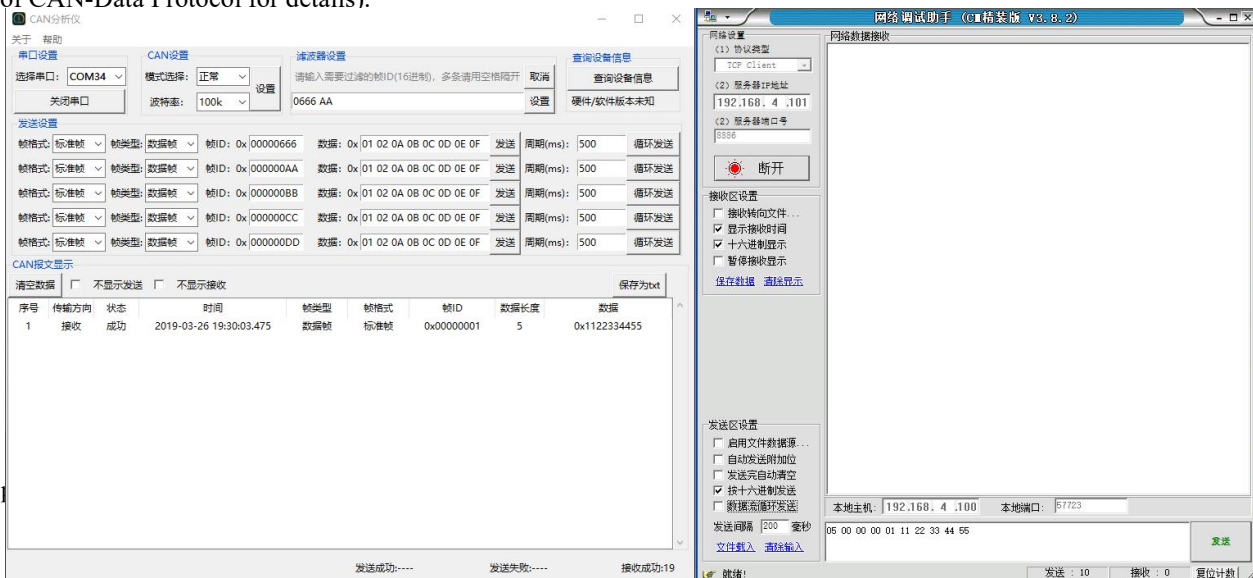 of CAN-Data Protocol for details).
CAN分析仪
关于 帮助
串口设置
选择串口: COM34
关闭串口
CAN设置
模式选择: 正常
波特率: 100k
设置
滤波器设置
请输入需要过滤的帧ID(16进制), 多条请用空格隔开 取消
0666 AA 设置
查询设备信息
查询设备信息
硬件/软件版本未知
发送设置
帧格式: 标准帧 帧类型: 数据帧 帧ID: 0x 00000666 数据: 0x 01 02 0A 0B 0C 0D 0E 0F 发送 周期(ms): 500 循环发送
帧格式: 标准帧 帧类型: 数据帧 帧ID: 0x 000000AA 数据: 0x 01 02 0A 0B 0C 0D 0E 0F 发送 周期(ms): 500 循环发送
帧格式: 标准帧 帧类型: 数据帧 帧ID: 0x 000000BB 数据: 0x 01 02 0A 0B 0C 0D 0E 0F 发送 周期(ms): 500 循环发送
帧格式: 标准帧 帧类型: 数据帧 帧ID: 0x 000000CC 数据: 0x 01 02 0A 0B 0C 0D 0E 0F 发送 周期(ms): 500 循环发送
帧格式: 标准帧 帧类型: 数据帧 帧ID: 0x 000000DD 数据: 0x 01 02 0A 0B 0C 0D 0E 0F 发送 周期(ms): 500 循环发送
CAN报文显示
清空数据 不显示发送 不显示接收 保存为txt
序号 传输方向 状态 时间 帧类型 帧格式 帧ID 数据长度 数据
1 接收 成功 2019-03-26 19:30:03.475 数据帧 标准帧 0x00000001 5 0x1122334455
发送成功:---- 发送失败:---- 接收成功:19
网络调试助手 (C■精装版 V3.8.2)
网络设置
(1) 协议类型
TCP Client
(2) 服务器IP地址
192.168. 4 .101
(2) 服务器端口号
8886
断开
接收区设置
接收转向文件...
显示接收时间
十六进制显示
暂停接收显示
保存数据 清除显示
网络数据接收
发送区设置
启用文件数据源...
自动发送附加位
发送完自动清空
按十六进制发送
数据流循环发送
发送间隔 200 毫秒
文件载入 清除输入
本地主机: 192.168. 4 .100 本地端口: 57723
05 00 00 00 01 11 22 33 44 55
发送
就绪! 发送 : 10 接收 : 0 复位计数